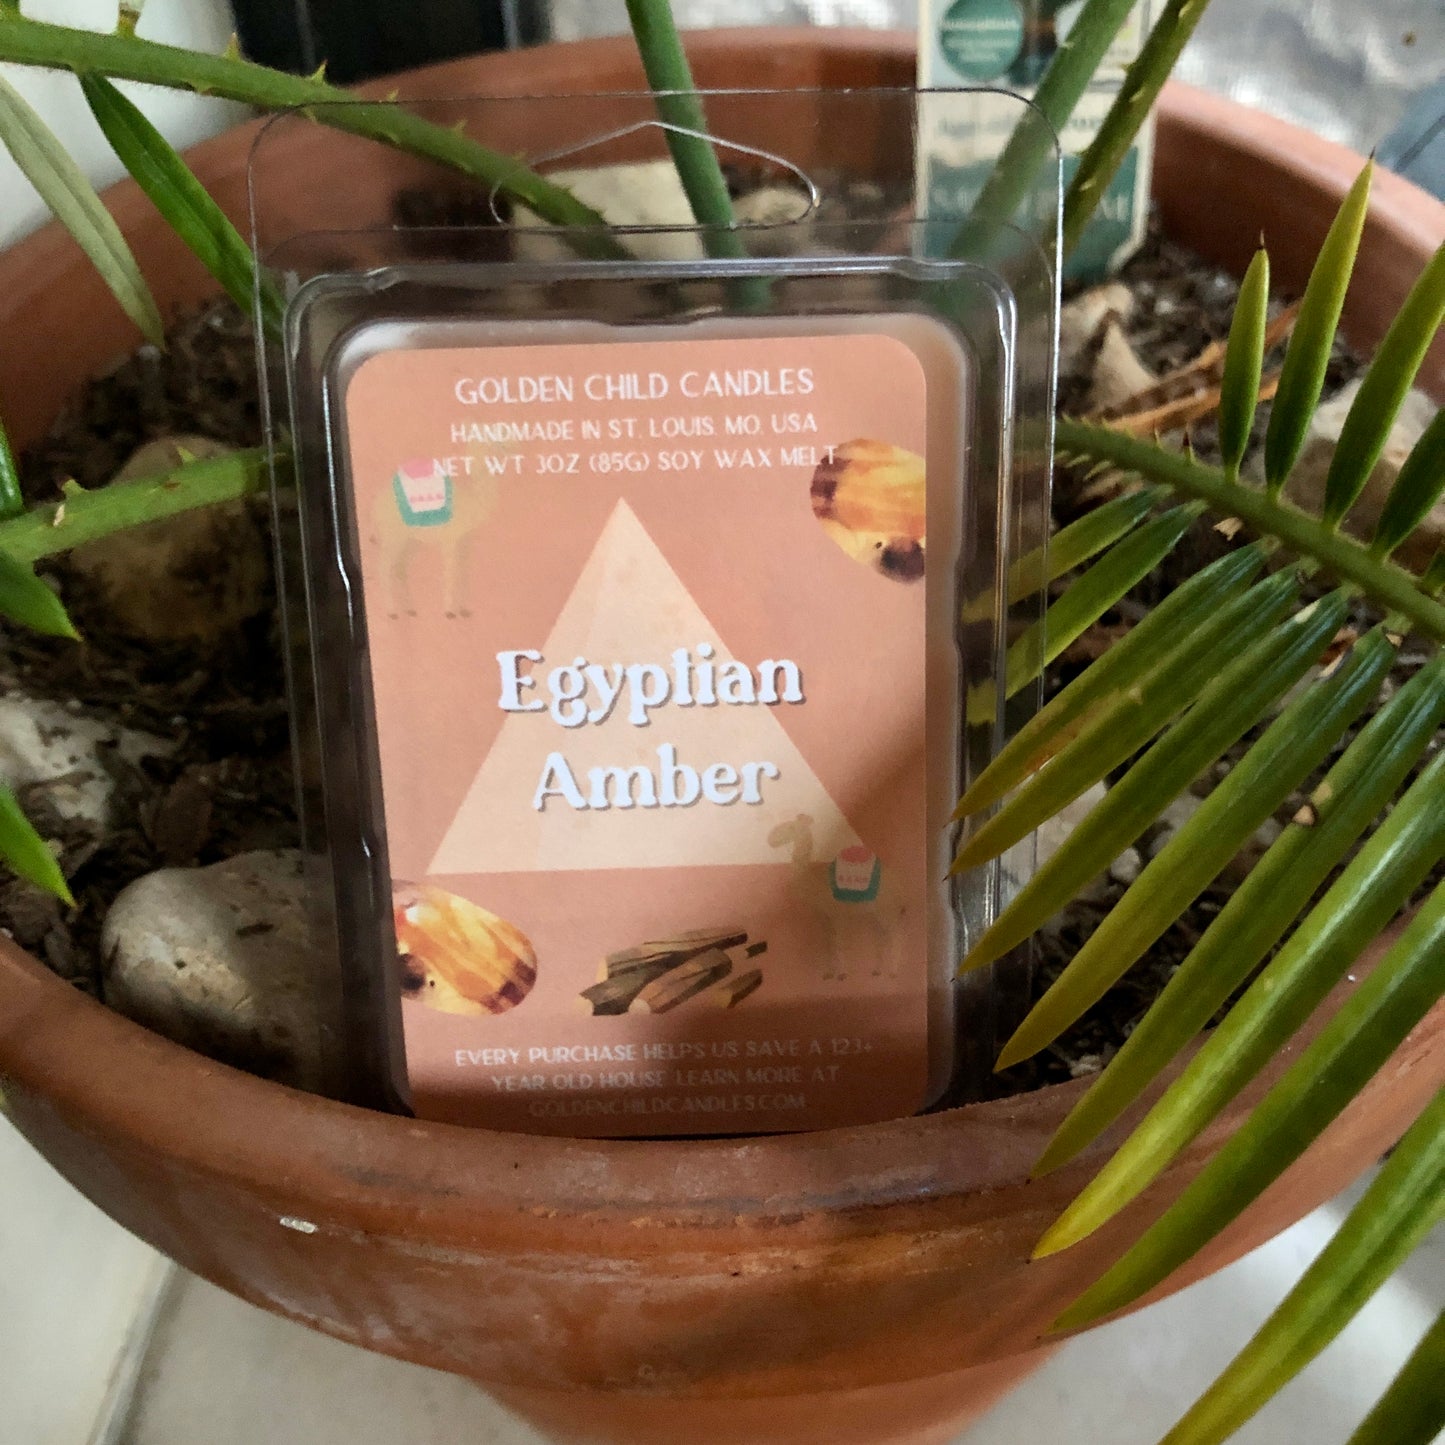 GOLDEN CHILD CANDLES
HANDMADE IN ST. LOUIS, MO, USA
NET WT 3OZ (85G) SOY WAX MELT
Egyptian
Amber
EVERY PURCHASE HELPS US SAVE A 123+
YEAR OLD HOUSE. LEARN MORE AT
GOLDENCHILDCANDLES.COM